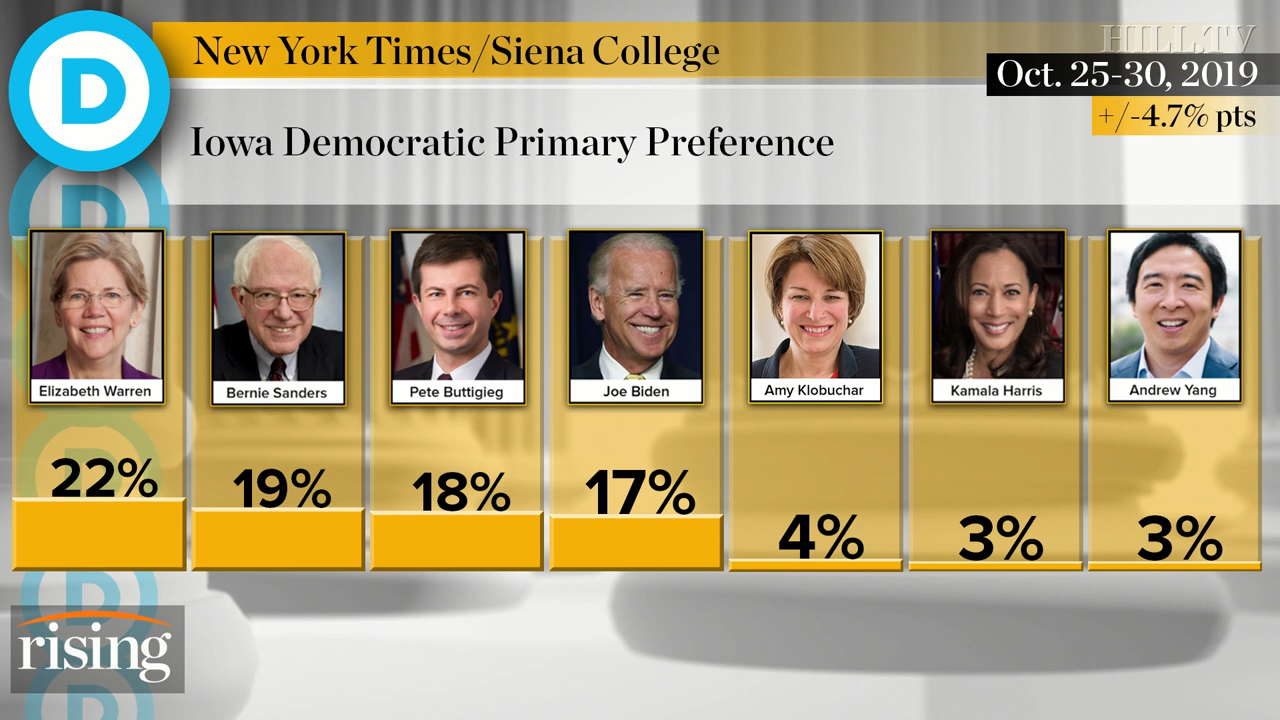 New York Times/Siena College
HILL.TV
Oct. 25-30, 2019
+/-4.7% pts
D
Iowa Democratic Primary Preference
D
Elizabeth Warren
Bernie Sanders
Pete Buttigieg
Joe Biden
Amy Klobuchar
Kamala Harris
Andrew Yang
22%
19%
18%
17%
4%
3%
3%
D
D
rising
D